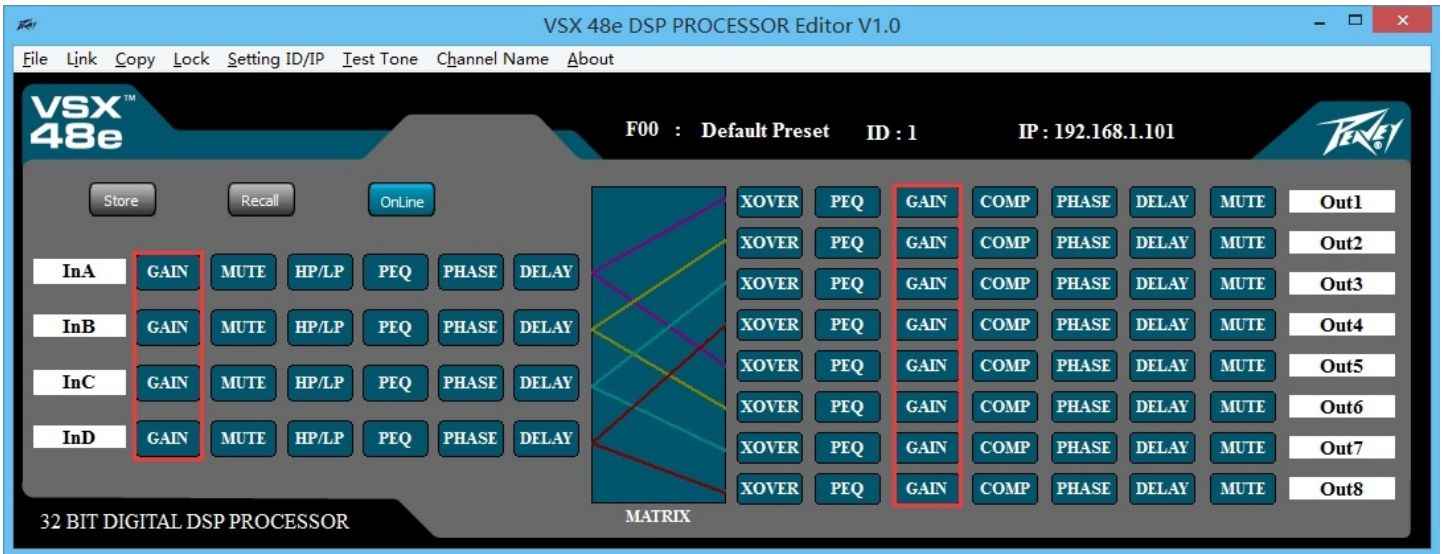 VSX 48e DSP PROCESSOR Editor V1.0
File Link Copy Lock Setting ID/IP Test Tone Channel Name About
VSX™
48e
F00 : Default Preset ID : 1 IP : 192.168.1.101
PEAVEY®
Store Recall OnLine
InA GAIN MUTE HP/LP PEQ PHASE DELAY
InB GAIN MUTE HP/LP PEQ PHASE DELAY
InC GAIN MUTE HP/LP PEQ PHASE DELAY
InD GAIN MUTE HP/LP PEQ PHASE DELAY
MATRIX
XOVER PEQ GAIN COMP PHASE DELAY MUTE Out1
XOVER PEQ GAIN COMP PHASE DELAY MUTE Out2
XOVER PEQ GAIN COMP PHASE DELAY MUTE Out3
XOVER PEQ GAIN COMP PHASE DELAY MUTE Out4
XOVER PEQ GAIN COMP PHASE DELAY MUTE Out5
XOVER PEQ GAIN COMP PHASE DELAY MUTE Out6
XOVER PEQ GAIN COMP PHASE DELAY MUTE Out7
XOVER PEQ GAIN COMP PHASE DELAY MUTE Out8
32 BIT DIGITAL DSP PROCESSOR